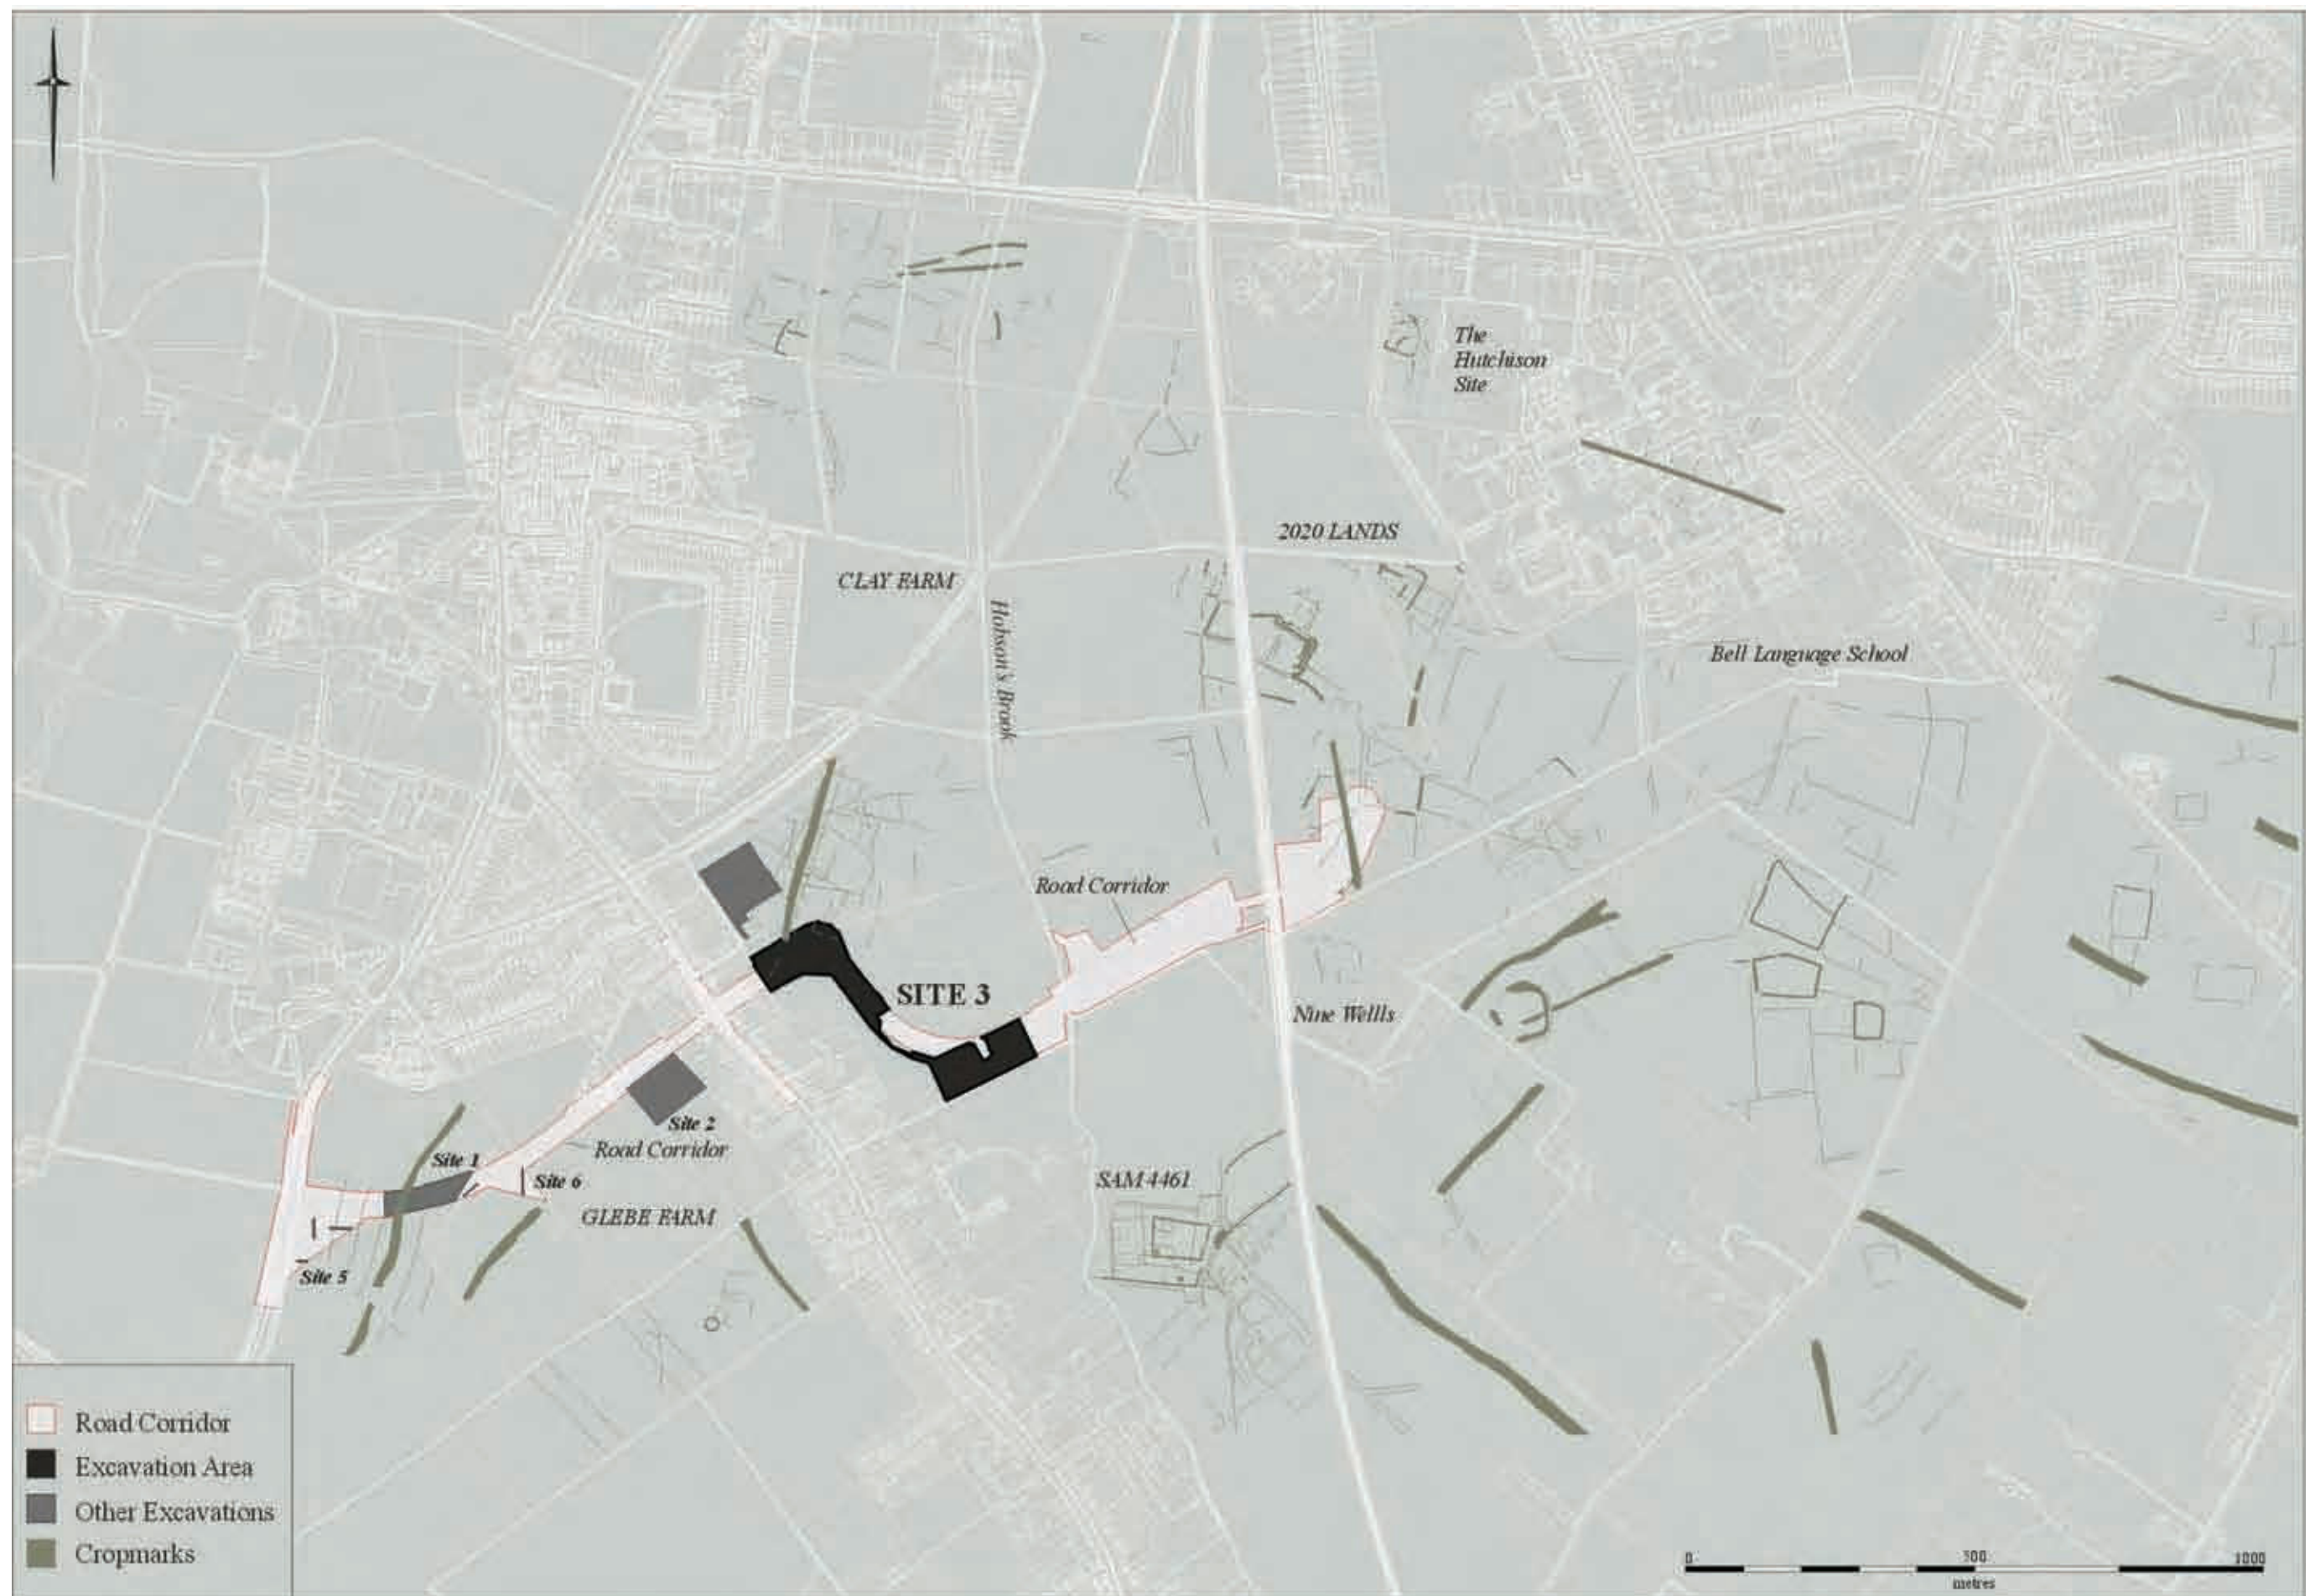 The
Hutchison
Site
2020 LANDS
CLAY FARM
Hobson's Brook
Bell Language School
Road Corridor
SITE 3
Nine Wellls
Site 2
Road Corridor
Site 1
Site 6
SAM 4461
GLEBE FARM
Site 5
Road Corridor
Excavation Area
Other Excavations
Cropmarks
0 500 1000
metres